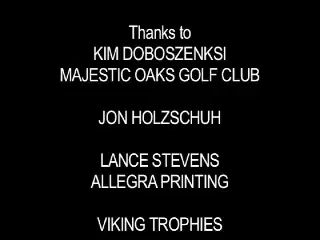 Thanks to
KIM DOBOSZENKSI
MAJESTIC OAKS GOLF CLUB
JON HOLZSCHUH
LANCE STEVENS
ALLEGRA PRINTING
VIKING TROPHIES